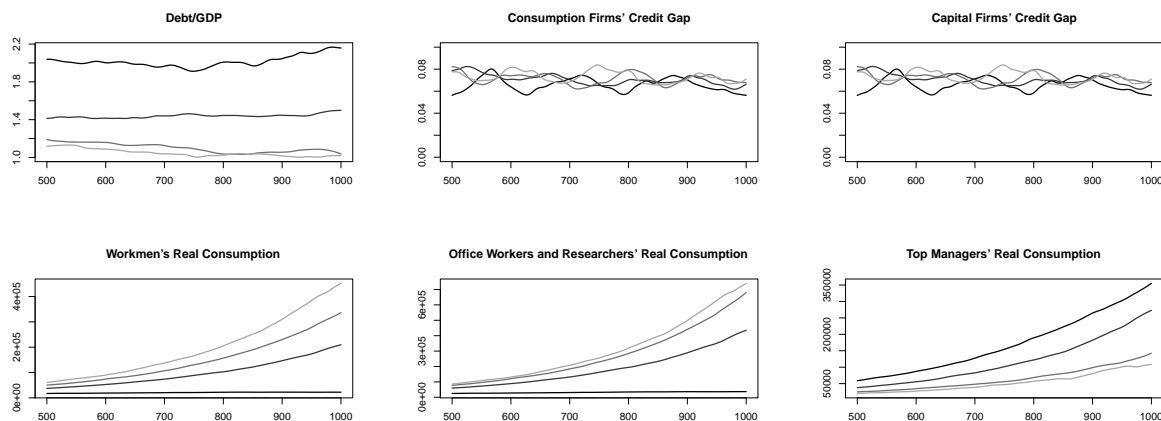 Debt/GDP
2.2
1.8
1.4
1.0
500 600 700 800 900 1000
Consumption Firms' Credit Gap
0.08
0.04
0.00
500 600 700 800 900 1000
Capital Firms' Credit Gap
0.08
0.04
0.00
500 600 700 800 900 1000
Workmen's Real Consumption
4e+05
2e+05
0e+00
500 600 700 800 900 1000
Office Workers and Researchers' Real Consumption
6e+05
3e+05
0e+00
500 600 700 800 900 1000
Top Managers' Real Consumption
350000
200000
50000
500 600 700 800 900 1000